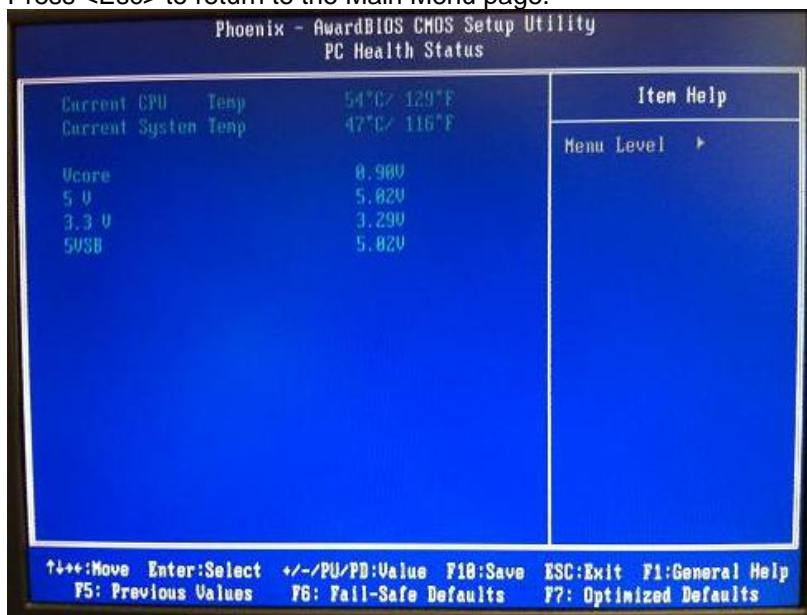 Press <Esc> to return to the Main Menu page.
Phoenix - AwardBIOS CMOS Setup Utility
PC Health Status
Current CPU Temp 54°C/ 129°F
Current System Temp 47°C/ 116°F
Vcore 0.90V
5 V 5.02V
3.3 V 3.29V
5VSB 5.02V
Item Help
Menu Level ▸
↑↓→←:Move Enter:Select +/-/PU/PD:Value F10:Save ESC:Exit F1:General Help
F5: Previous Values F6: Fail-Safe Defaults F7: Optimized Defaults